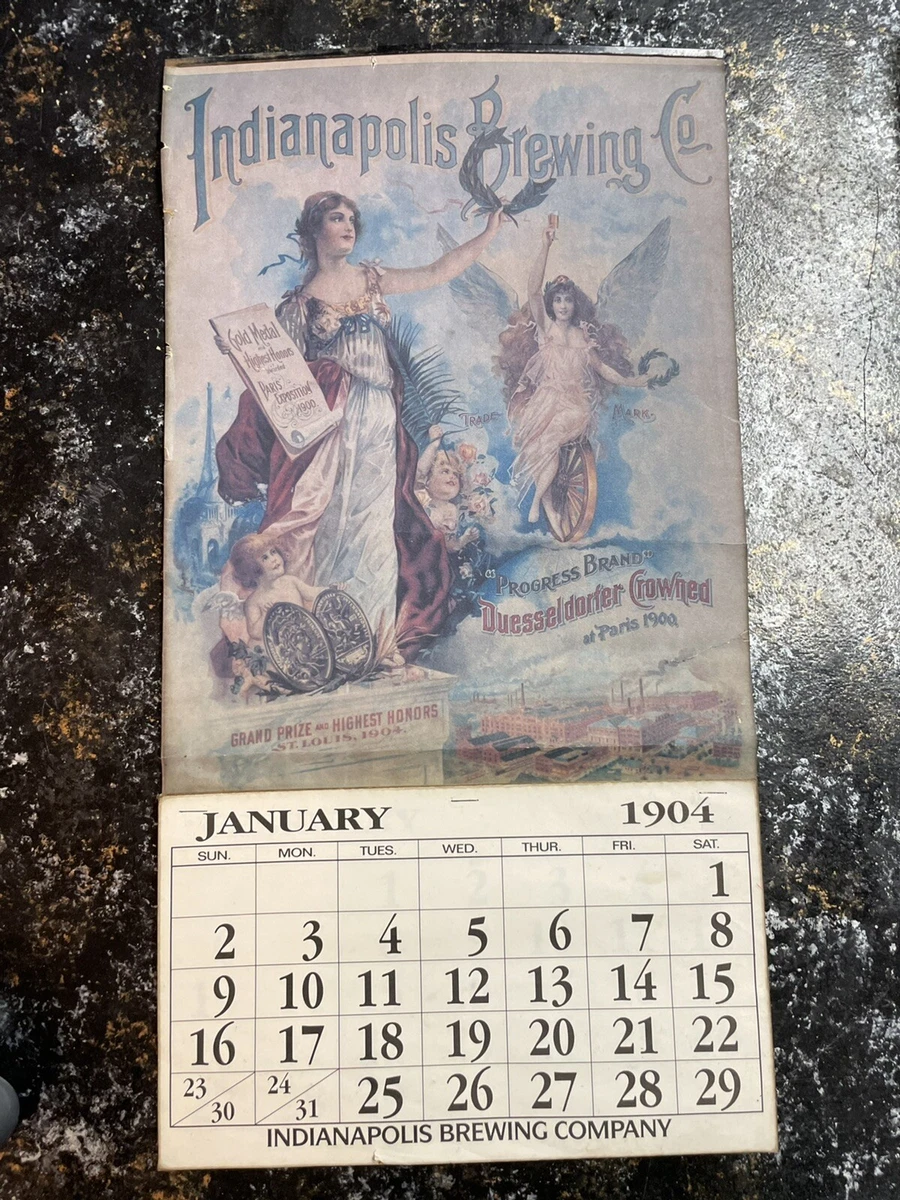 Indianapolis Brewing Co.
Gold Medal
and
Highest Honors
awarded
PARIS
EXPOSITION
1900.
TRADE MARK.
"PROGRESS BRAND"
Duesseldorfer Crowned
at Paris 1900.
GRAND PRIZE AND HIGHEST HONORS
ST. LOUIS, 1904.
JANUARY 1904
SUN. MON. TUES. WED. THUR. FRI. SAT.
1
2 3 4 5 6 7 8
9 10 11 12 13 14 15
16 17 18 19 20 21 22
23/30 24/31 25 26 27 28 29
INDIANAPOLIS BREWING COMPANY